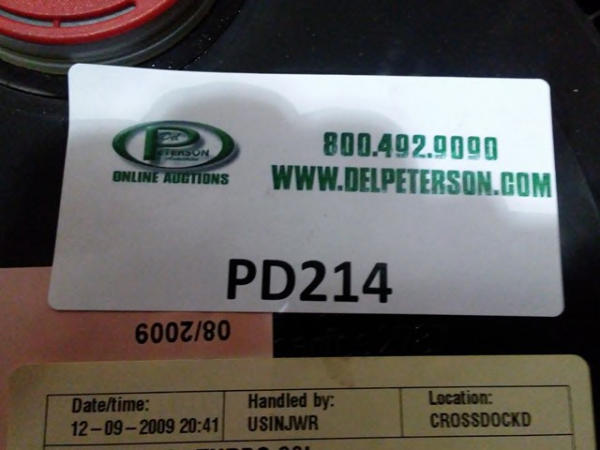 Del
PETERSON
ONLINE AUCTIONS
800.492.9090
WWW.DELPETERSON.COM
PD214
08/2009
Date/time:
12-09-2009 20:41
Handled by:
USINJWR
Location:
CROSSDOCKD